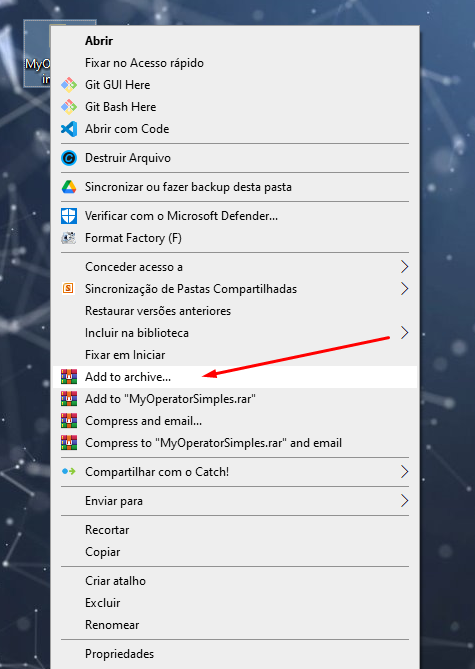 MyO
in
Abrir
Fixar no Acesso rápido
Git GUI Here
Git Bash Here
Abrir com Code
Destruir Arquivo
Sincronizar ou fazer backup desta pasta
Verificar com o Microsoft Defender...
Format Factory (F)
Conceder acesso a
Sincronização de Pastas Compartilhadas
Restaurar versões anteriores
Incluir na biblioteca
Fixar em Iniciar
Add to archive...
Add to "MyOperatorSimples.rar"
Compress and email...
Compress to "MyOperatorSimples.rar" and email
Compartilhar com o Catch!
Enviar para
Recortar
Copiar
Criar atalho
Excluir
Renomear
Propriedades